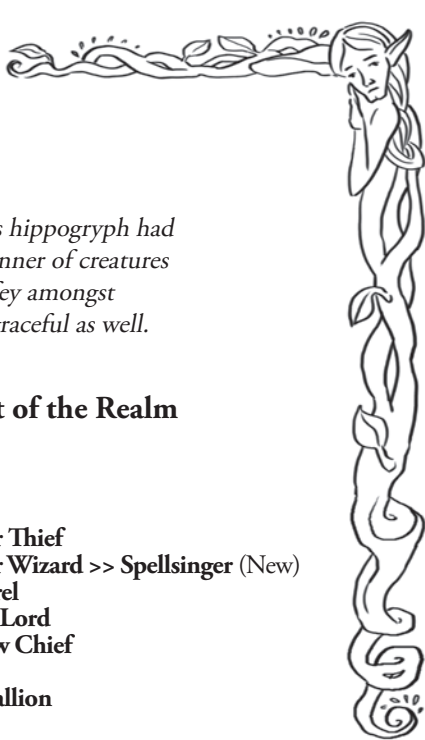 s hippogryph had
nner of creatures
fey amongst
raceful as well.
t of the Realm
r Thief
r Wizard >> Spellsinger (New)
rel
Lord
w Chief
allion